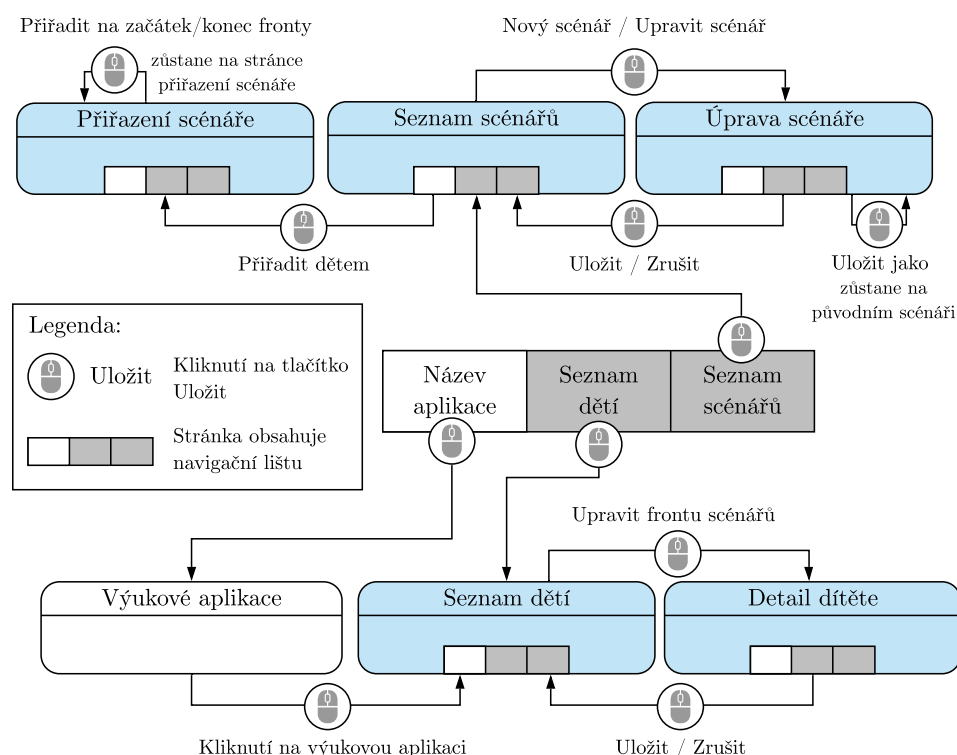 Přiřadit na začátek/konec fronty
Nový scénář / Upravit scénář
zůstane na stránce
přiřazení scénáře
Přiřazení scénáře
Seznam scénářů
Úprava scénáře
Přiřadit dětem
Uložit / Zrušit
Uložit jako
zůstane na
původním scénáři
Legenda:
Uložit
Kliknutí na tlačítko
Uložit
Stránka obsahuje
navigační lištu
Název
aplikace
Seznam
dětí
Seznam
scénářů
Upravit frontu scénářů
Výukové aplikace
Seznam dětí
Detail dítěte
Kliknutí na výukovou aplikaci
Uložit / Zrušit